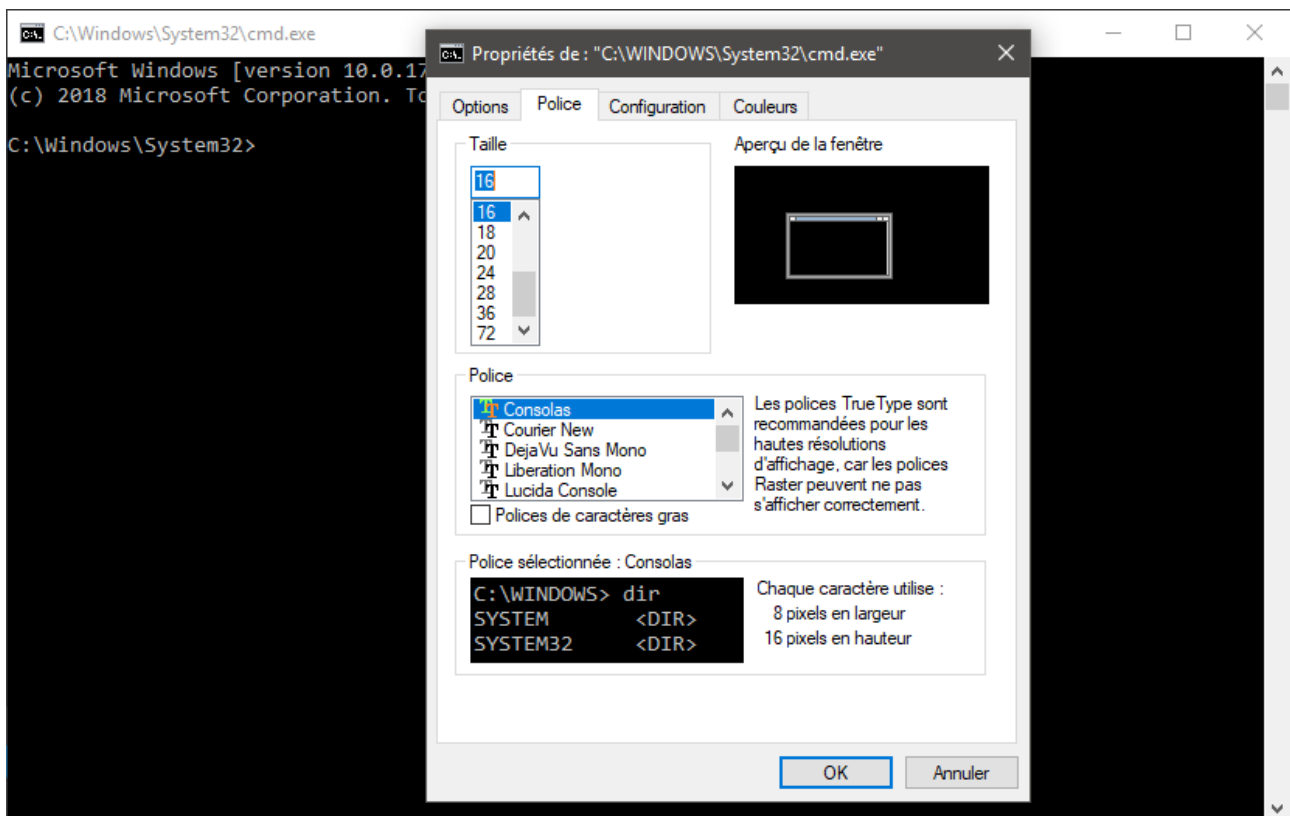 C:\Windows\System32\cmd.exe
Microsoft Windows [version 10.0.17
(c) 2018 Microsoft Corporation. To
C:\Windows\System32>
Propriétés de : "C:\WINDOWS\System32\cmd.exe"
Options Police Configuration Couleurs
Taille
16
16
18
20
24
28
36
72
Aperçu de la fenêtre
Police
Consolas
Courier New
DejaVu Sans Mono
Liberation Mono
Lucida Console
Polices de caractères gras
Les polices TrueType sont
recommandées pour les
hautes résolutions
d'affichage, car les polices
Raster peuvent ne pas
s'afficher correctement.
Police sélectionnée : Consolas
C:\WINDOWS> dir
SYSTEM <DIR>
SYSTEM32 <DIR>
Chaque caractère utilise :
8 pixels en largeur
16 pixels en hauteur
OK Annuler